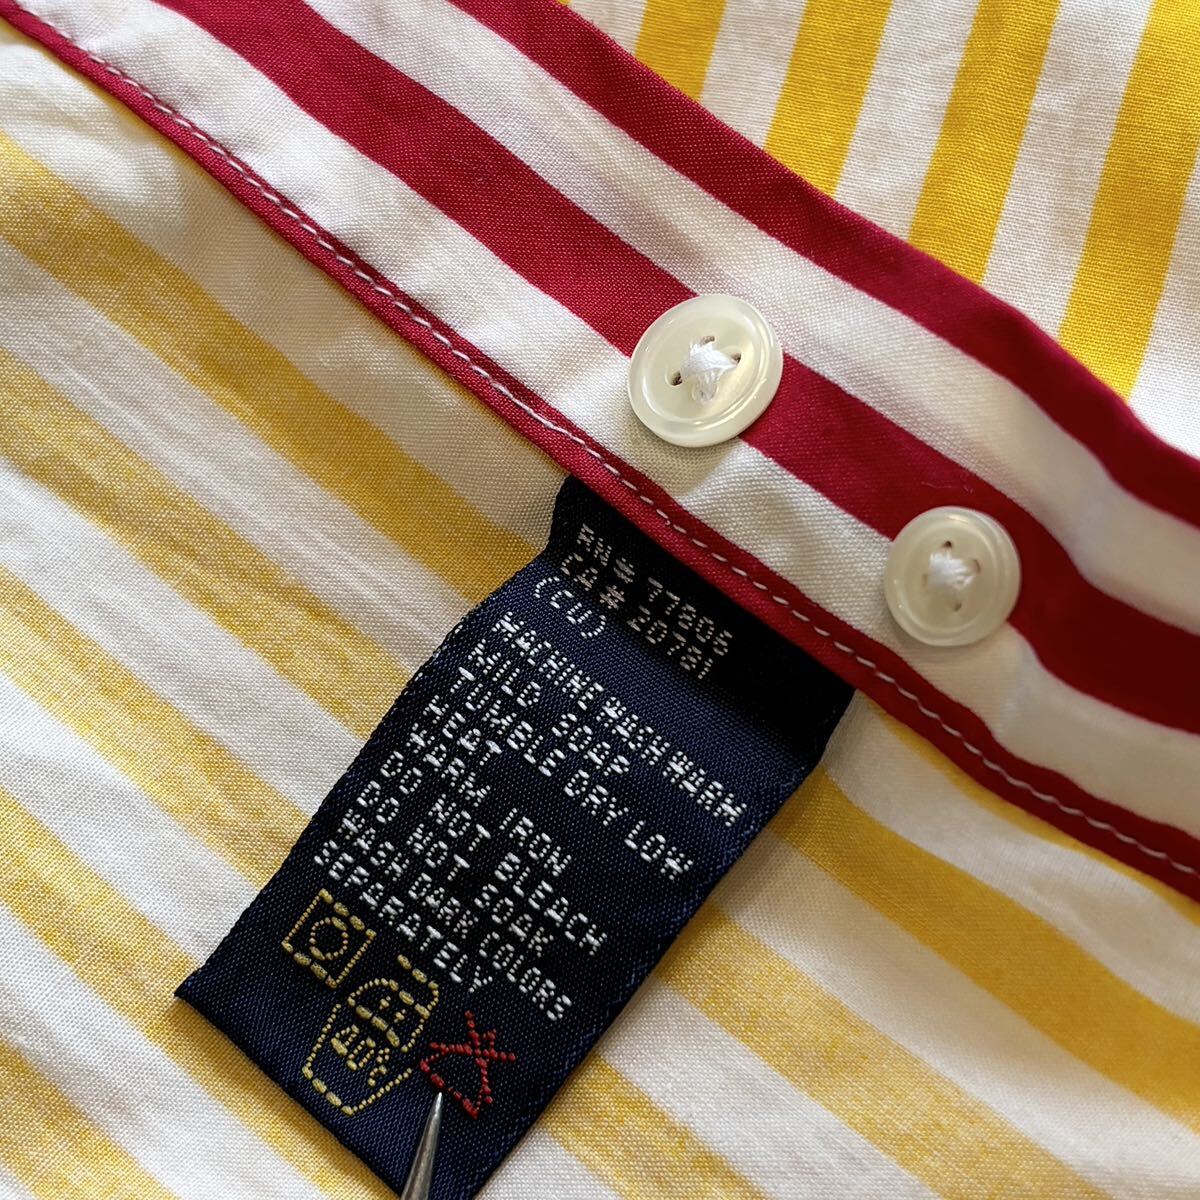 RN# 77806
CA# 20781
(CU)
MACHINE WASH WARM
MILD SOAP
TUMBLE DRY LOW
HEAT
WARM IRON
DO NOT BLEACH
DO NOT SOAK
WASH DARK COLORS
SEPARATELY
40°